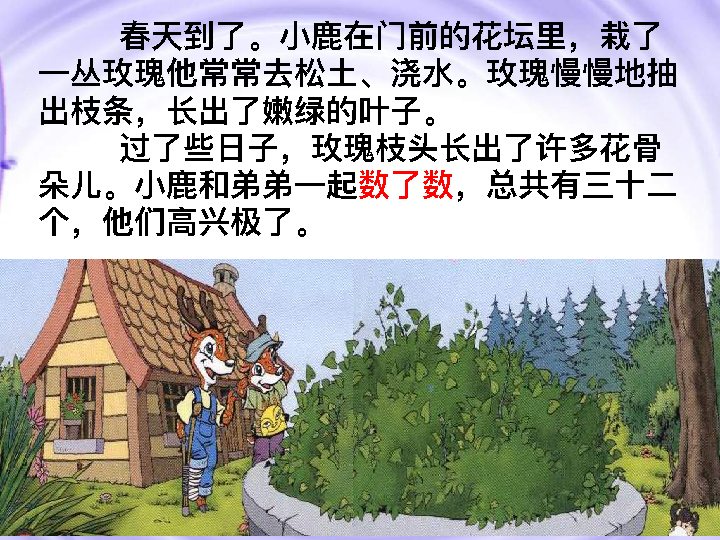 春天到了。小鹿在门前的花坛里，栽了
一丛玫瑰他常常去松土、浇水。玫瑰慢慢地抽
出枝条，长出了嫩绿的叶子。
过了些日子，玫瑰枝头长出了许多花骨
朵儿。小鹿和弟弟一起数了数，总共有三十二
个，他们高兴极了。